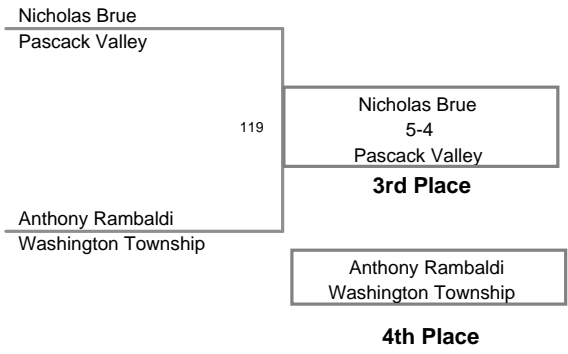 Nicholas Brue
Pascack Valley
119
Nicholas Brue
5-4
Pascack Valley
3rd Place
Anthony Rambaldi
Washington Township
Anthony Rambaldi
Washington Township
4th Place